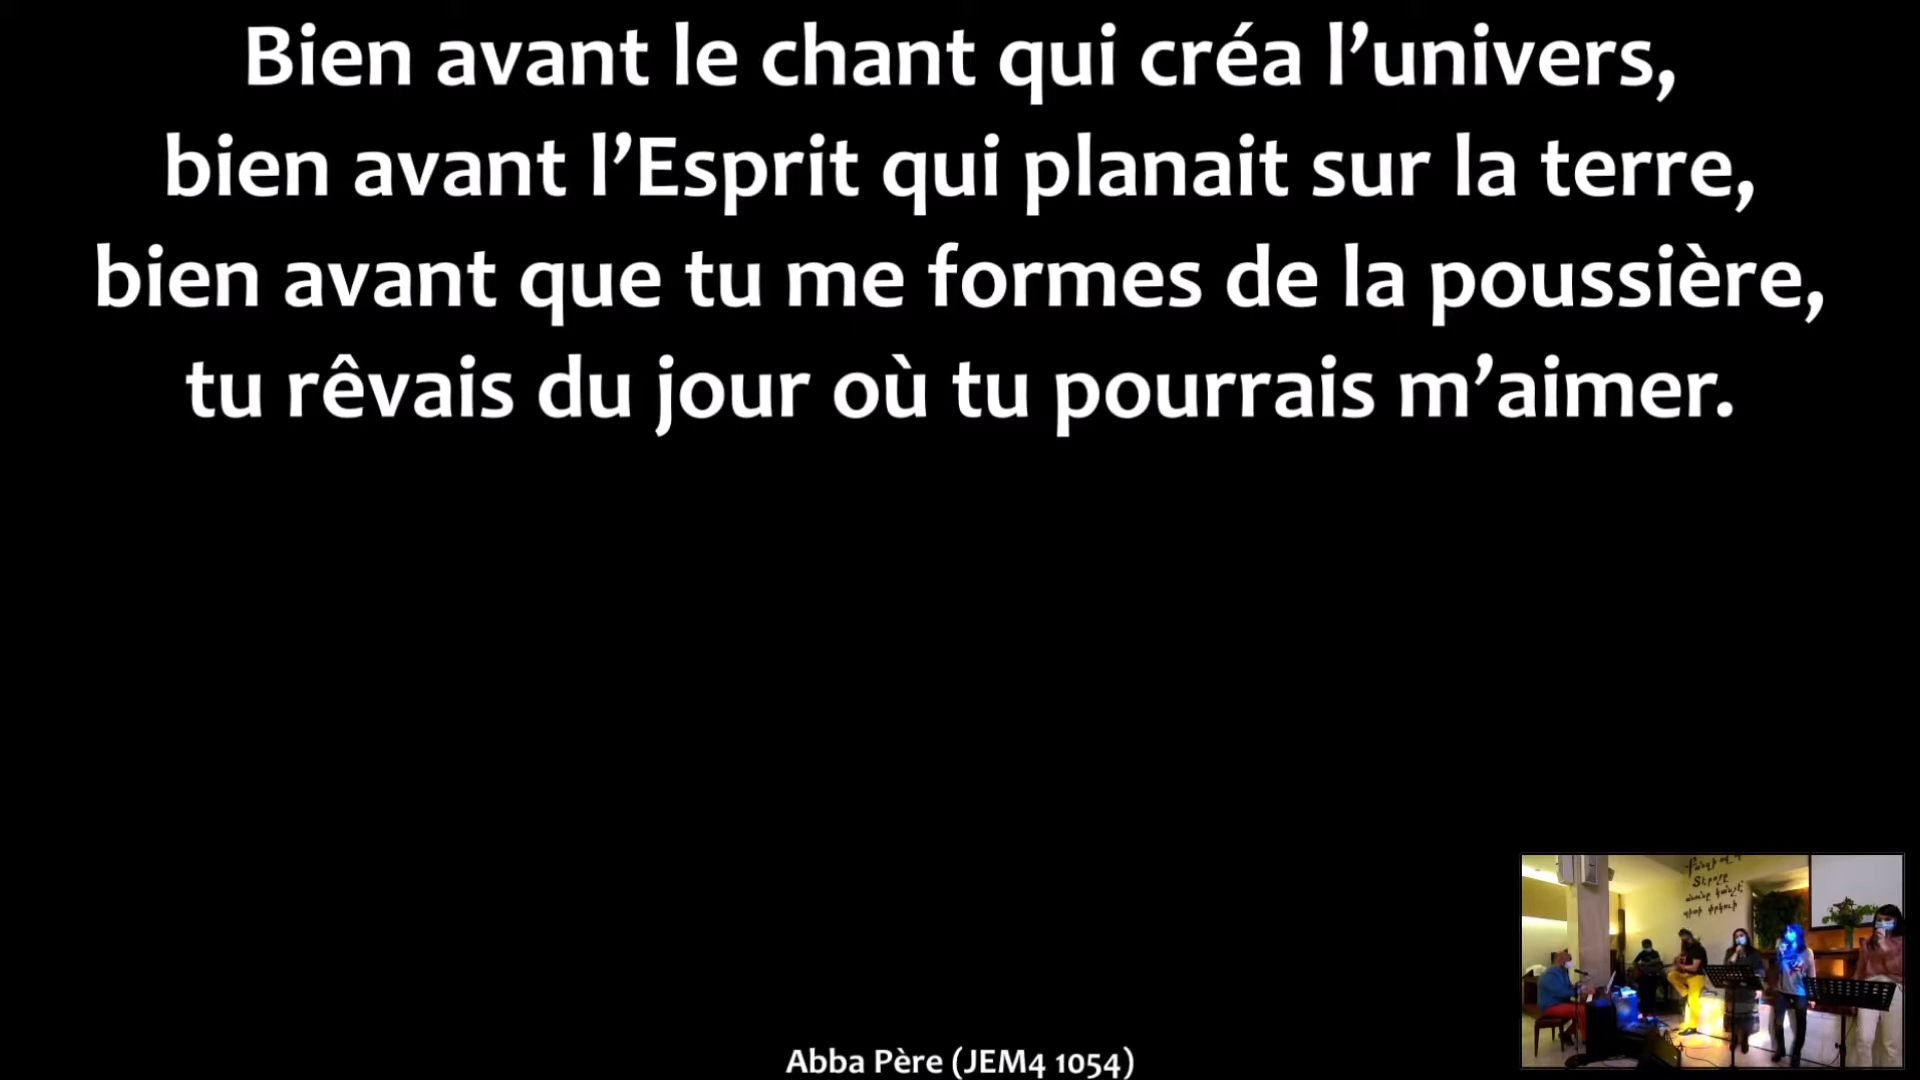 Bien avant le chant qui créa l’univers,
bien avant l’Esprit qui planait sur la terre,
bien avant que tu me formes de la poussière,
tu rêvais du jour où tu pourrais m’aimer.
Abba Père (JEM4 1054)